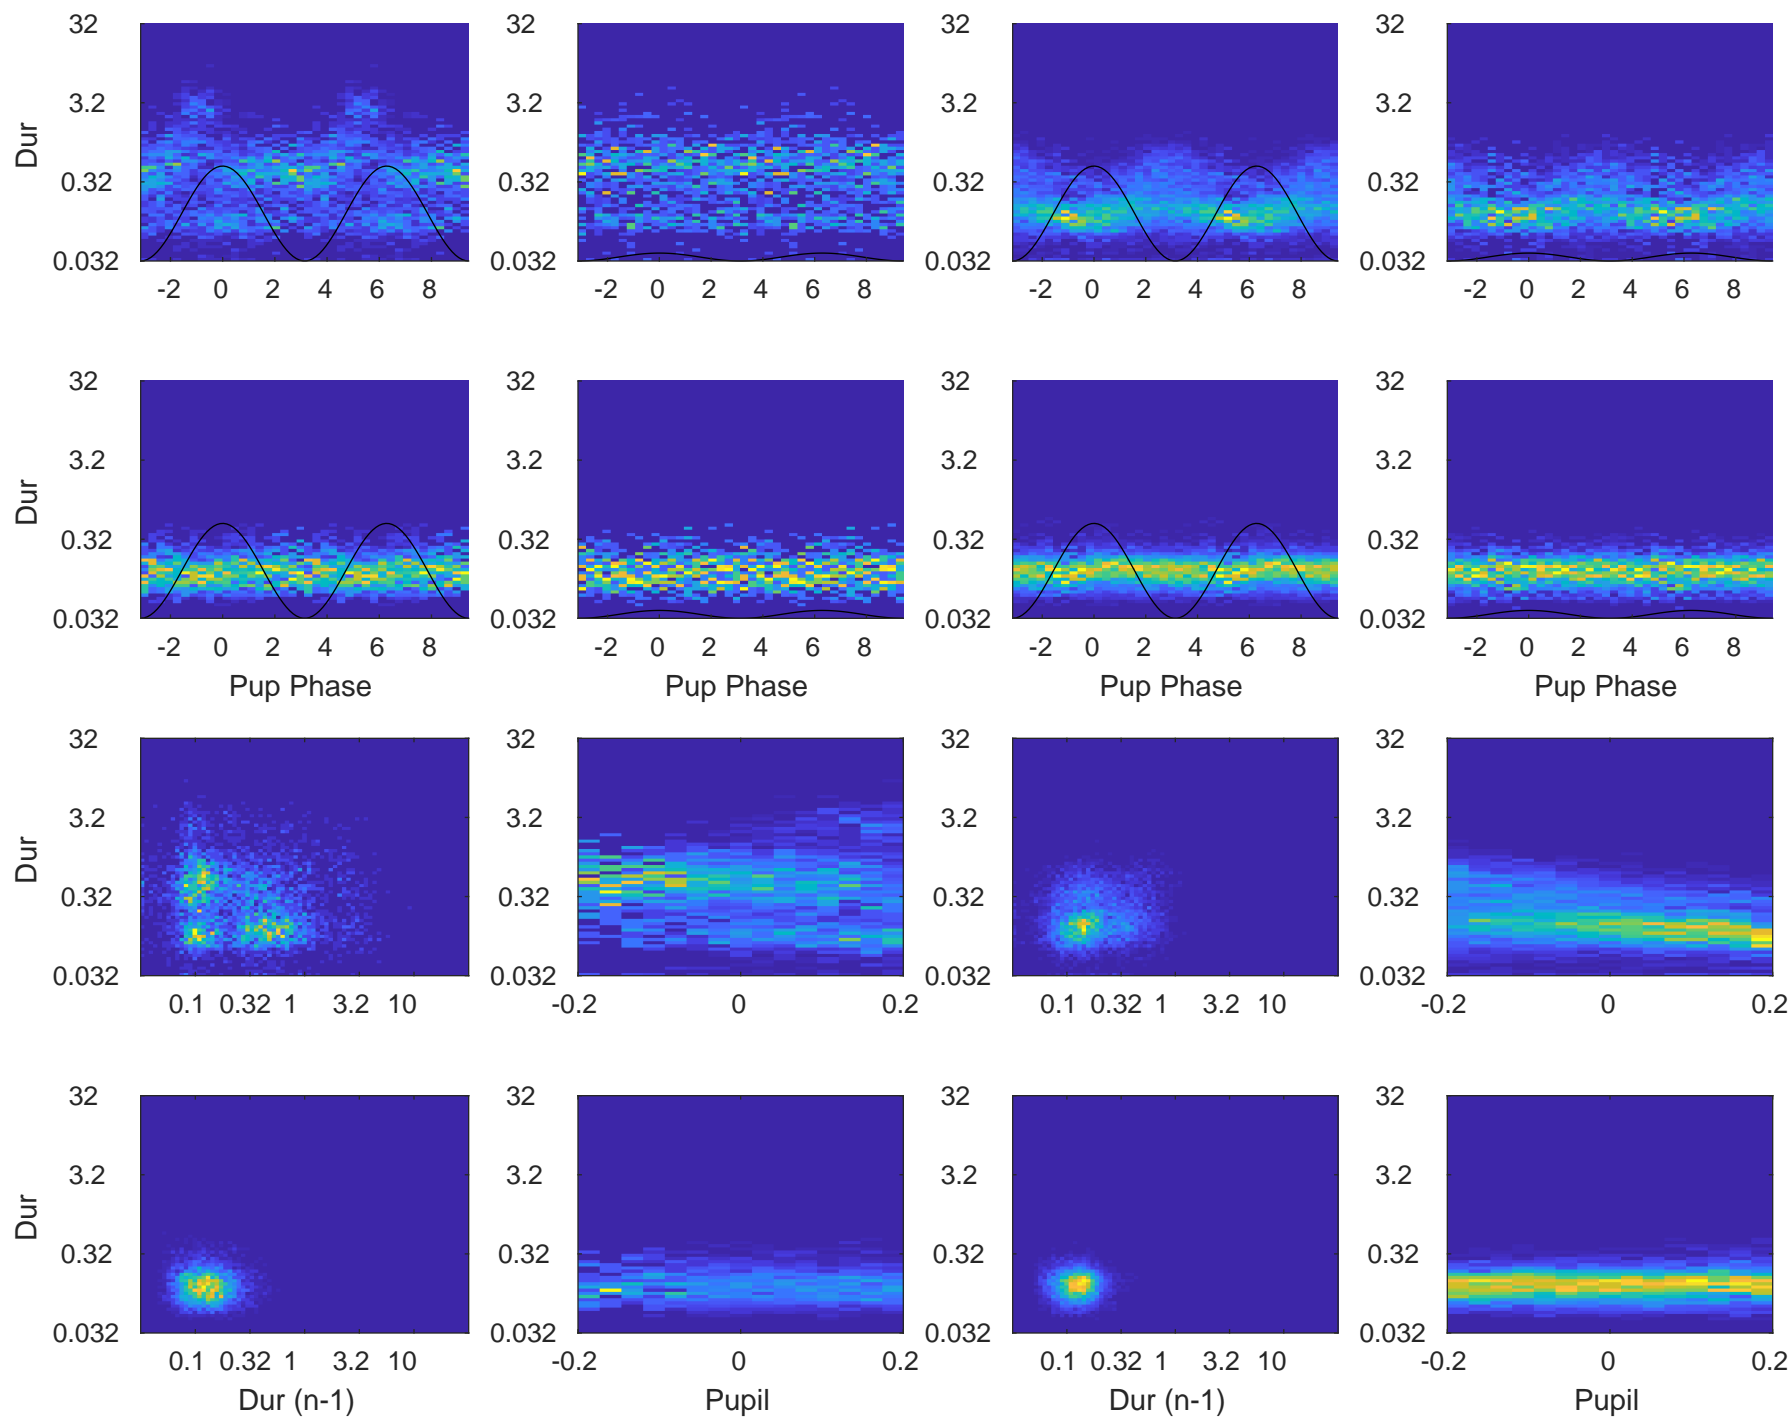 32 32 32 32
3.2 3.2 3.2 3.2
Dur
0.32 0.32 0.32 0.32
0.032 0.032 0.032 0.032
-2 0 2 4 6 8 -2 0 2 4 6 8 -2 0 2 4 6 8 -2 0 2 4 6 8
32 32 32 32
3.2 3.2 3.2 3.2
Dur
0.32 0.32 0.32 0.32
0.032 0.032 0.032 0.032
-2 0 2 4 6 8 -2 0 2 4 6 8 -2 0 2 4 6 8 -2 0 2 4 6 8
Pup Phase Pup Phase Pup Phase Pup Phase
32 32 32 32
3.2 3.2 3.2 3.2
Dur
0.32 0.32 0.32 0.32
0.032 0.032 0.032 0.032
0.1 0.32 1 3.2 10 -0.2 0 0.2 0.1 0.32 1 3.2 10 -0.2 0 0.2
32 32 32 32
3.2 3.2 3.2 3.2
Dur
0.32 0.32 0.32 0.32
0.032 0.032 0.032 0.032
0.1 0.32 1 3.2 10 -0.2 0 0.2 0.1 0.32 1 3.2 10 -0.2 0 0.2
Dur (n-1) Pupil Dur (n-1) Pupil